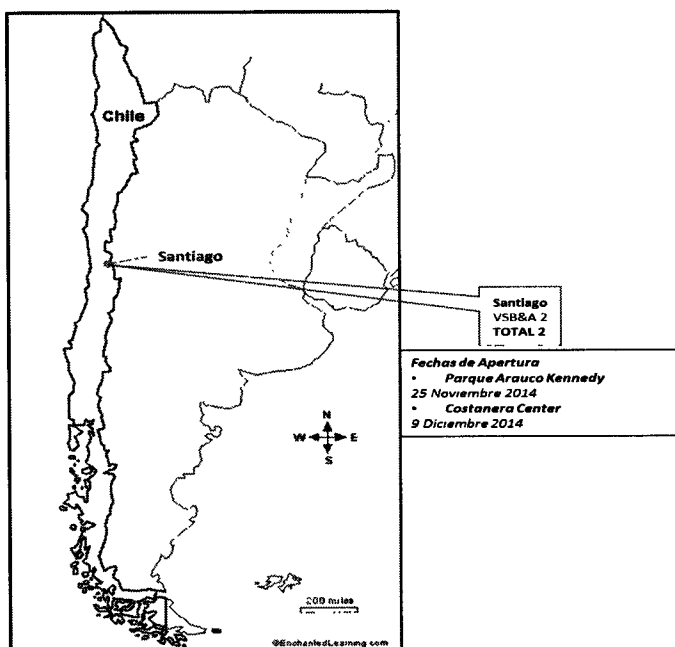 Chile
Santiago
Santiago
VSB&A 2
TOTAL 2
Fechas de Apertura
• Parque Arauco Kennedy
25 Noviembre 2014
• Costanera Center
9 Diciembre 2014
N
W E
S
200 miles
©EnchantedLearning.com